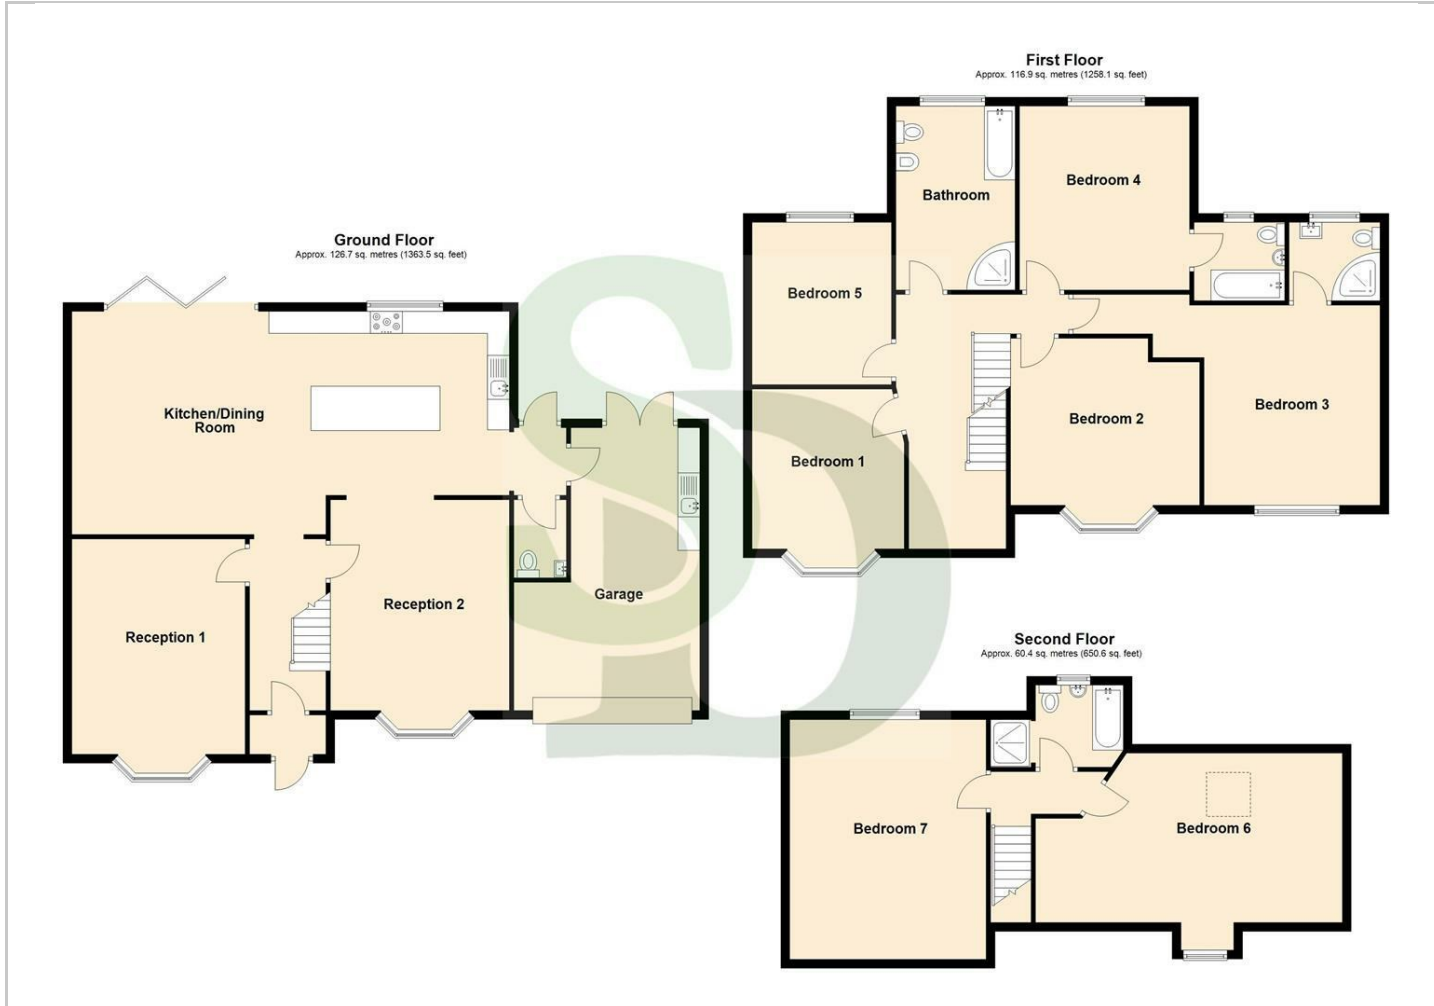 First Floor
Approx. 116.9 sq. metres (1258.1 sq. feet)
Bedroom 4
Bathroom
Bedroom 5
Bedroom 3
Bedroom 2
Bedroom 1
Ground Floor
Approx. 126.7 sq. metres (1363.5 sq. feet)
Kitchen/Dining
Room
Garage
Reception 2
Reception 1
Second Floor
Approx. 60.4 sq. metres (650.6 sq. feet)
Bedroom 7
Bedroom 6
SD